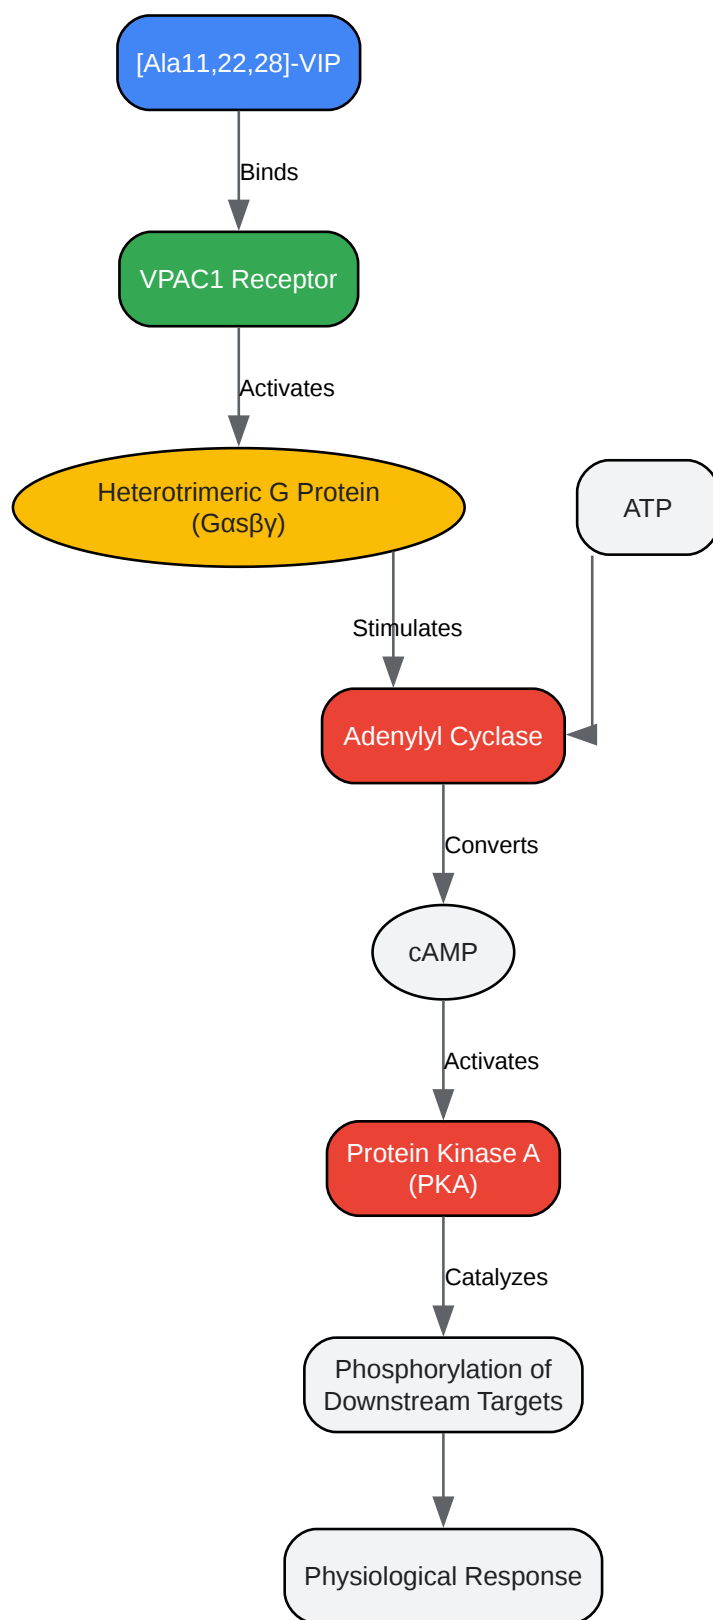 [Ala11,22,28]-VIP
Binds
VPAC1 Receptor
Activates
Heterotrimeric G Protein
(Gαsβγ)
ATP
Stimulates
Adenylyl Cyclase
Converts
cAMP
Activates
Protein Kinase A
(PKA)
Catalyzes
Phosphorylation of
Downstream Targets
Physiological Response